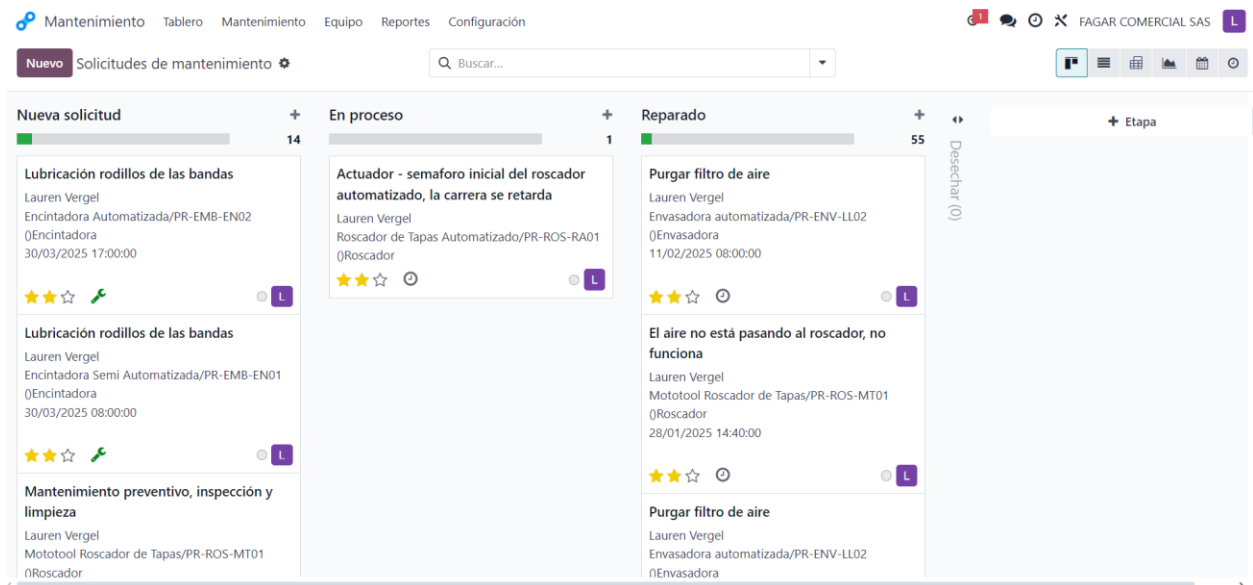 Mantenimiento Tablero Mantenimiento Equipo Reportes Configuración
1 FAGAR COMERCIAL SAS L
Nuevo Solicitudes de mantenimiento
Buscar...
Nueva solicitud +
14
Lubricación rodillos de las bandas
Lauren Vergel
Encintadora Automatizada/PR-EMB-EN02
()Encintadora
30/03/2025 17:00:00
L
Lubricación rodillos de las bandas
Lauren Vergel
Encintadora Semi Automatizada/PR-EMB-EN01
()Encintadora
30/03/2025 08:00:00
L
Mantenimiento preventivo, inspección y
limpieza
Lauren Vergel
Mototool Roscador de Tapas/PR-ROS-MT01
()Roscador
En proceso +
1
Actuador - semaforo inicial del roscador
automatizado, la carrera se retarda
Lauren Vergel
Roscador de Tapas Automatizado/PR-ROS-RA01
()Roscador
L
Reparado +
55
Purgar filtro de aire
Lauren Vergel
Envasadora automatizada/PR-ENV-LL02
()Envasadora
11/02/2025 08:00:00
L
El aire no está pasando al roscador, no
funciona
Lauren Vergel
Mototool Roscador de Tapas/PR-ROS-MT01
()Roscador
28/01/2025 14:40:00
L
Purgar filtro de aire
Lauren Vergel
Envasadora automatizada/PR-ENV-LL02
()Envasadora
Desechar (0)
+ Etapa